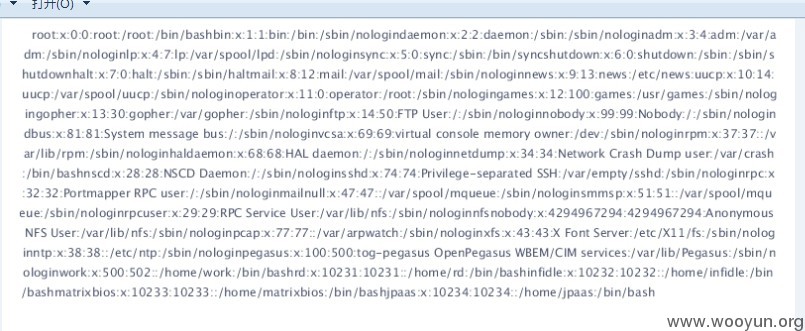 打开(O)
root:x:0:0:root:/root:/bin/bashbin:x:1:1:bin:/bin:/sbin/nologindaemon:x:2:2:daemon:/sbin:/sbin/nologinadm:x:3:4:adm:/var/a
dm:/sbin/nologinlp:x:4:7:lp:/var/spool/lpd:/sbin/nologinsync:x:5:0:sync:/sbin:/bin/syncshutdown:x:6:0:shutdown:/sbin:/sbin/s
hutdownhalt:x:7:0:halt:/sbin:/sbin/haltmail:x:8:12:mail:/var/spool/mail:/sbin/nologinnews:x:9:13:news:/etc/news:uucp:x:10:14:
uucp:/var/spool/uucp:/sbin/nologinoperator:x:11:0:operator:/root:/sbin/nologingames:x:12:100:games:/usr/games:/sbin/nolog
ingopher:x:13:30:gopher:/var/gopher:/sbin/nologinftp:x:14:50:FTP User:/:/sbin/nologinnobody:x:99:99:Nobody:/:/sbin/nologin
dbus:x:81:81:System message bus:/:/sbin/nologinvcsa:x:69:69:virtual console memory owner:/dev:/sbin/nologinrpm:x:37:37::/v
ar/lib/rpm:/sbin/nologinhaldaemon:x:68:68:HAL daemon:/:/sbin/nologinnetdump:x:34:34:Network Crash Dump user:/var/crash
:/bin/bashnscd:x:28:28:NSCD Daemon:/:/sbin/nologinsshd:x:74:74:Privilege-separated SSH:/var/empty/sshd:/sbin/nologinrpc:x
:32:32:Portmapper RPC user:/:/sbin/nologinmailnull:x:47:47::/var/spool/mqueue:/sbin/nologinsmmsp:x:51:51::/var/spool/mqu
eue:/sbin/nologinrpcuser:x:29:29:RPC Service User:/var/lib/nfs:/sbin/nologinnfsnobody:x:4294967294:4294967294:Anonymous
NFS User:/var/lib/nfs:/sbin/nologinpcap:x:77:77::/var/arpwatch:/sbin/nologinxfs:x:43:43:X Font Server:/etc/X11/fs:/sbin/nolog
inntp:x:38:38::/etc/ntp:/sbin/nologinpegasus:x:100:500:tog-pegasus OpenPegasus WBEM/CIM services:/var/lib/Pegasus:/sbin/n
ologinwork:x:500:502::/home/work:/bin/bashrd:x:10231:10231::/home/rd:/bin/bashinfidle:x:10232:10232::/home/infidle:/bin
/bashmatrixbios:x:10233:10233::/home/matrixbios:/bin/bashjpaas:x:10234:10234::/home/jpaas:/bin/bash
www.wooyun.org